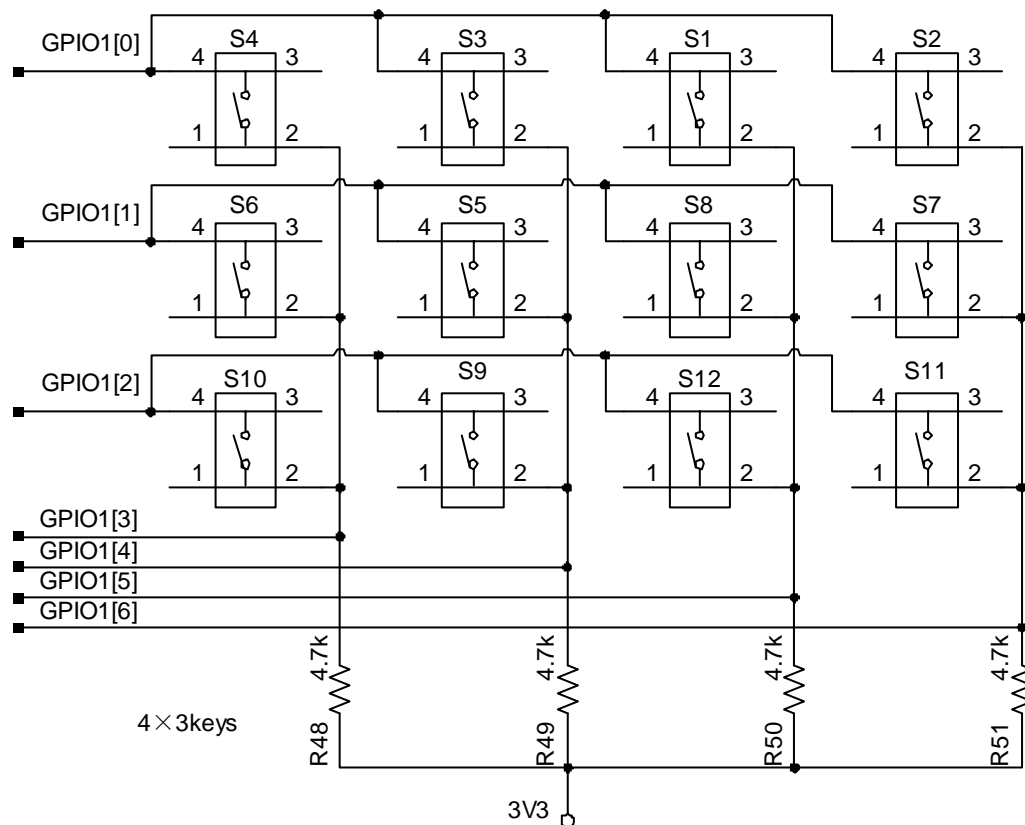 GPIO1[0]
S4 S3 S1 S2
4 3 4 3 4 3 4 3
1 2 1 2 1 2 1 2
GPIO1[1]
S6 S5 S8 S7
4 3 4 3 4 3 4 3
1 2 1 2 1 2 1 2
GPIO1[2]
S10 S9 S12 S11
4 3 4 3 4 3 4 3
1 2 1 2 1 2 1 2
GPIO1[3]
GPIO1[4]
GPIO1[5]
GPIO1[6]
4.7k 4.7k 4.7k 4.7k
4×3keys
R48 R49 R50 R51
3V3